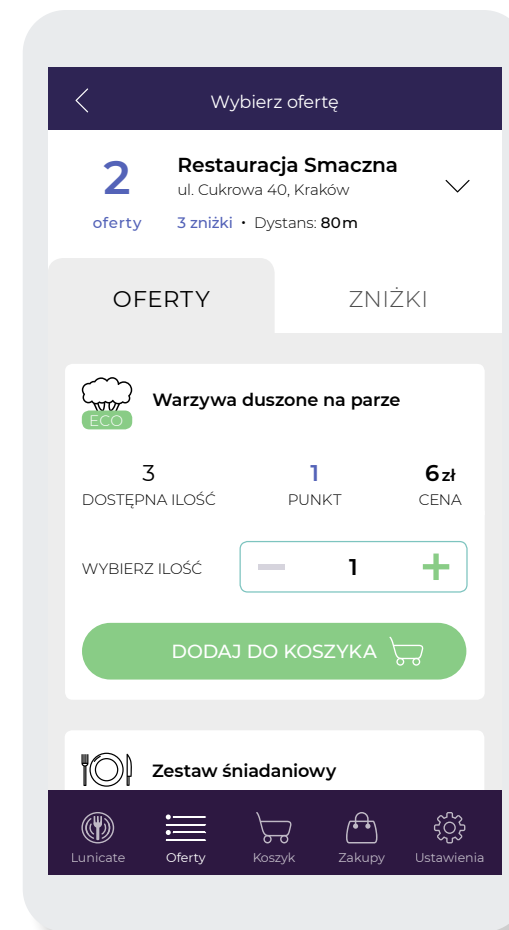 Wybierz ofertę
2
oferty
Restauracja Smaczna
ul. Cukrowa 40, Kraków
3 zniżki • Dystans: 80m
OFERTY
ZNIŻKI
ECO
Warzywa duszone na parze
3
DOSTĘPNA ILOŚĆ
1
PUNKT
6 zł
CENA
WYBIERZ ILOŚĆ
1
DODAJ DO KOSZYKA
Zestaw śniadaniowy
Lunicate
Oferty
Koszyk
Zakupy
Ustawienia